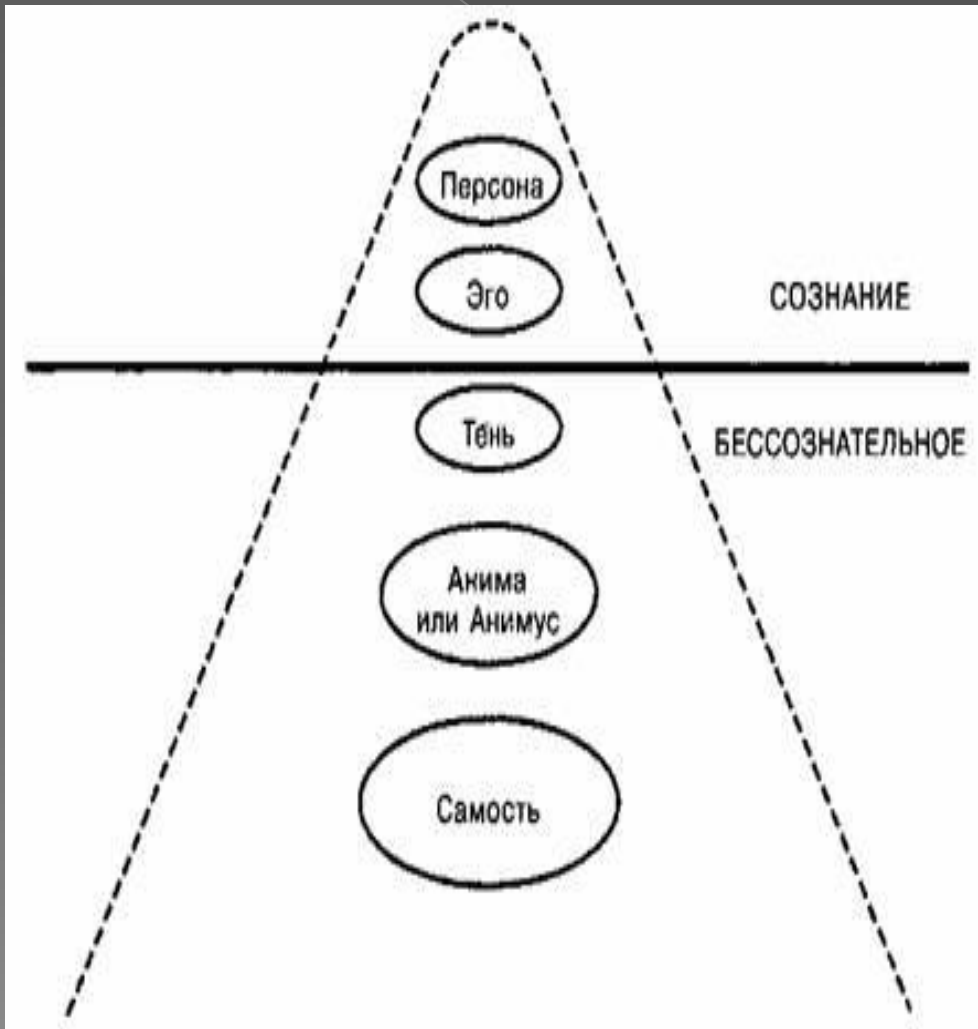 Персона
Эго
СОЗНАНИЕ
Тень
БЕССОЗНАТЕЛЬНОЕ
Анима
или Анимус
Самость